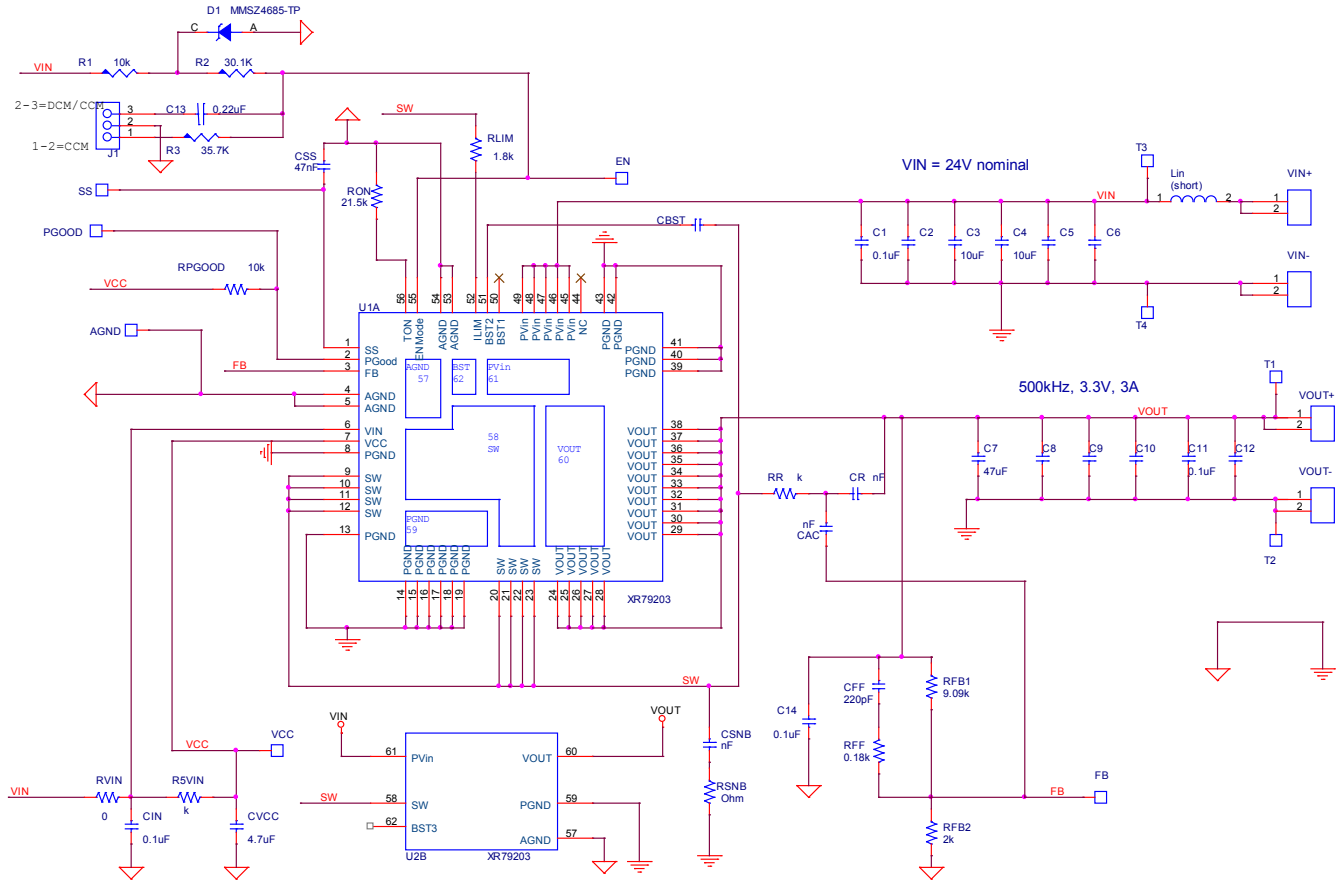 D1 MMSZ4685-TP
C A
VIN
R1 10k
R2 30.1K
2-3=DCM/CCM
3
2
1
C13 0.22uF
1-2=CCM
J1
R3 35.7K
SW
RLIM
1.8k
CSS
47nF
RON
21.5k
EN
SS
PGOOD
RPGOOD 10k
VCC
AGND
FB
CBST
VIN = 24V nominal
T3
Lin
(short)
VIN
1 2
VIN+
1
2
C1
0.1uF
C2
C3
10uF
C4
10uF
C5
C6
VIN-
1
2
T4
U1A
56 55 54 53 52 51 50 49 48 47 46 45 44 43 42
TON
ENMode
AGND
AGND
ILIM
BST2
BST1
PVin
PVin
PVin
PVin
PVin
NC
PGND
PGND
1 SS
2 PGood
3 FB
4 AGND
5 AGND
6 VIN
7 VCC
8 PGND
9 SW
10 SW
11 SW
12 SW
13 PGND
AGND
57
BST
62
PVin
61
58
SW
VOUT
60
PGND
59
PGND 41
PGND 40
PGND 39
VOUT 38
VOUT 37
VOUT 36
VOUT 35
VOUT 34
VOUT 33
VOUT 32
VOUT 31
VOUT 30
VOUT 29
PGND
PGND
PGND
PGND
PGND
PGND
SW
SW
SW
SW
VOUT
VOUT
VOUT
VOUT
VOUT
14 15 16 17 18 19 20 21 22 23 24 25 26 27 28
XR79203
500kHz, 3.3V, 3A
T1
VOUT
VOUT+
1
2
C7
47uF
C8
C9
C10
C11
0.1uF
C12
VOUT-
1
2
T2
RR k
CR nF
nF
CAC
SW
C14
0.1uF
CFF
220pF
RFF
0.18k
RFB1
9.09k
FB
FB
RFB2
2k
CSNB
nF
RSNB
Ohm
VCC
VCC
VIN
RVIN
0
R5VIN
k
CIN
0.1uF
CVCC
4.7uF
VIN
VOUT
61 PVin
VOUT 60
SW
58 SW
PGND 59
62 BST3
AGND 57
U2B XR79203